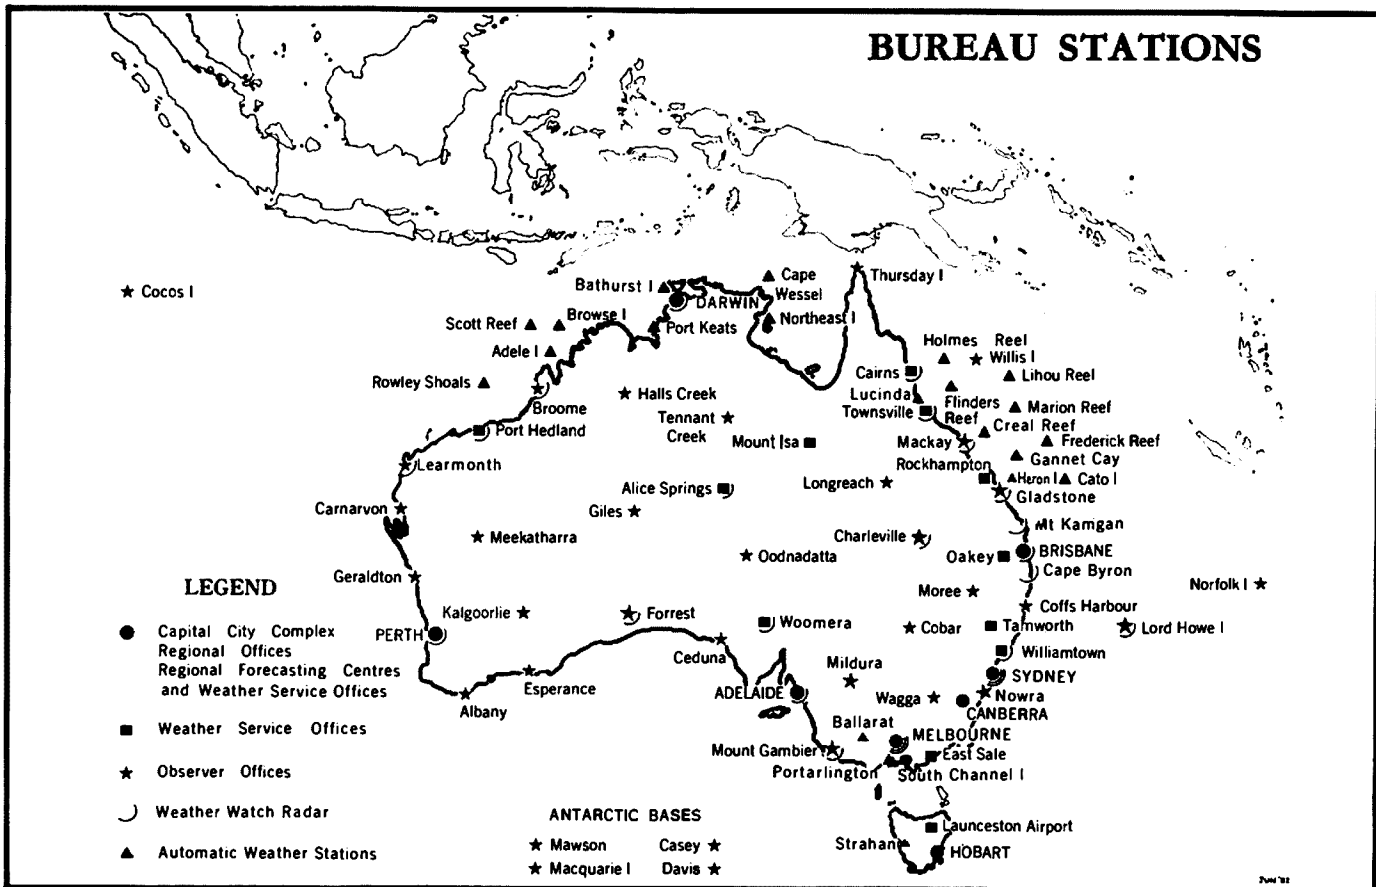 BUREAU STATIONS
Thursday I
Cape
Wessel
Bathurst I
Cocos I
DARWIN
Northeast I
Browse I
Scott Reef
Port Keats
Holmes Reel
Adele I
Willis I
Cairns
Lihou Reel
Rowley Shoals
Halls Creek
Lucinda
Flinders
Reef
Broome
Townsville
Marion Reef
Tennant
Creek
Creal Reef
Port Hedland
Mount Isa
Mackay
Frederick Reef
Gannet Cay
Learmonth
Rockhampton
Heron I
Cato I
Alice Springs
Longreach
Gladstone
Carnarvon
Giles
Mt Kamgan
Meekatharra
Charleville
Oodnadatta
Oakey
BRISBANE
Cape Byron
Geraldton
Norfolk I
Moree
LEGEND
Kalgoorlie
Forrest
Coffs Harbour
Woomera
Cobar
Tamworth
Lord Howe I
PERTH
Capital City Complex
Regional Offices
Regional Forecasting Centres
and Weather Service Offices
Ceduna
Williamtown
Mildura
SYDNEY
Esperance
ADELAIDE
Wagga
Nowra
Albany
CANBERRA
Ballarat
Weather Service Offices
MELBOURNE
Mount Gambier
East Sale
Portarlington
South Channel I
Observer Offices
Weather Watch Radar
ANTARCTIC BASES
Launceston Airport
Mawson
Casey
Strahan
HOBART
Automatic Weather Stations
Macquarie I
Davis